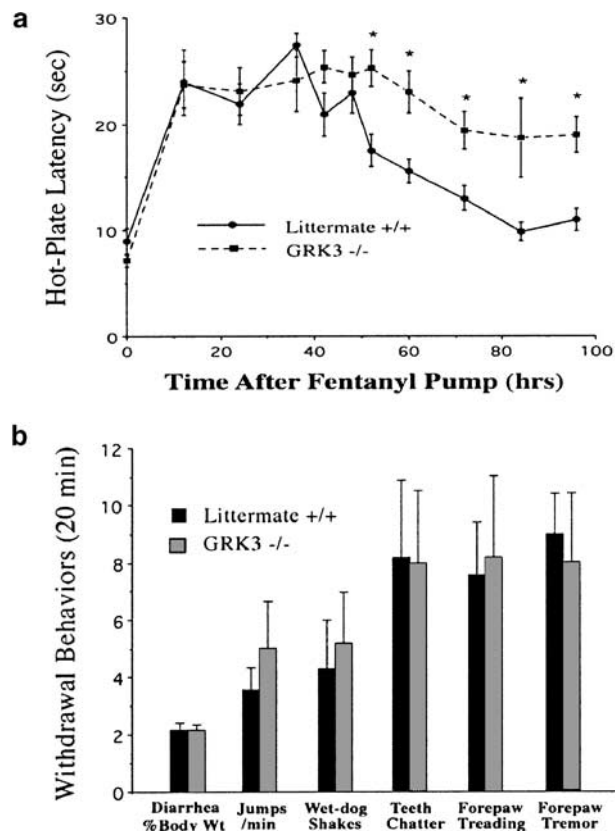 a
Hot-Plate Latency (sec)
30
20
10
0
Littermate +/+
GRK3 -/-
* * * * *
0 20 40 60 80 100
Time After Fentanyl Pump (hrs)
b
Withdrawal Behaviors (20 min)
12
10
8
6
4
2
0
Littermate +/+
GRK3 -/-
Diarrhea Jumps Wet-dog Teeth Forepaw Forepaw
% Body Wt /min Shakes Chatter Treading Tremor